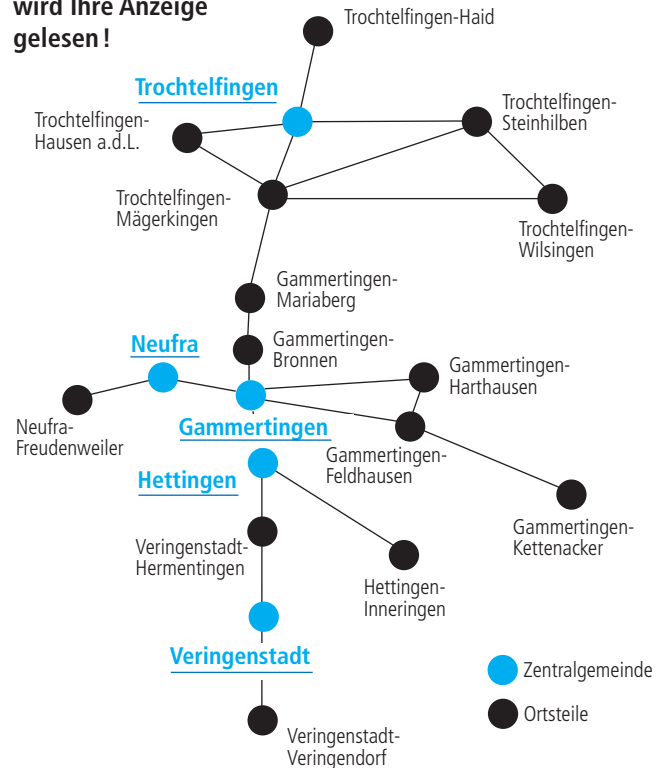 wird Ihre Anzeige
gelesen !
Trochtelfingen-Haid
Trochtelfingen
Trochtelfingen-
Steinhilben
Trochtelfingen-
Hausen a.d.L.
Trochtelfingen-
Mägerkingen
Trochtelfingen-
Wilsingen
Gammertingen-
Mariaberg
Neufra
Gammertingen-
Bronnen
Gammertingen-
Harthausen
Neufra-
Freudenweiler
Gammertingen
Gammertingen-
Feldhausen
Hettingen
Gammertingen-
Kettenacker
Veringenstadt-
Hermentingen
Hettingen-
Inneringen
Veringenstadt
Zentralgemeinde
Ortsteile
Veringenstadt-
Veringendorf